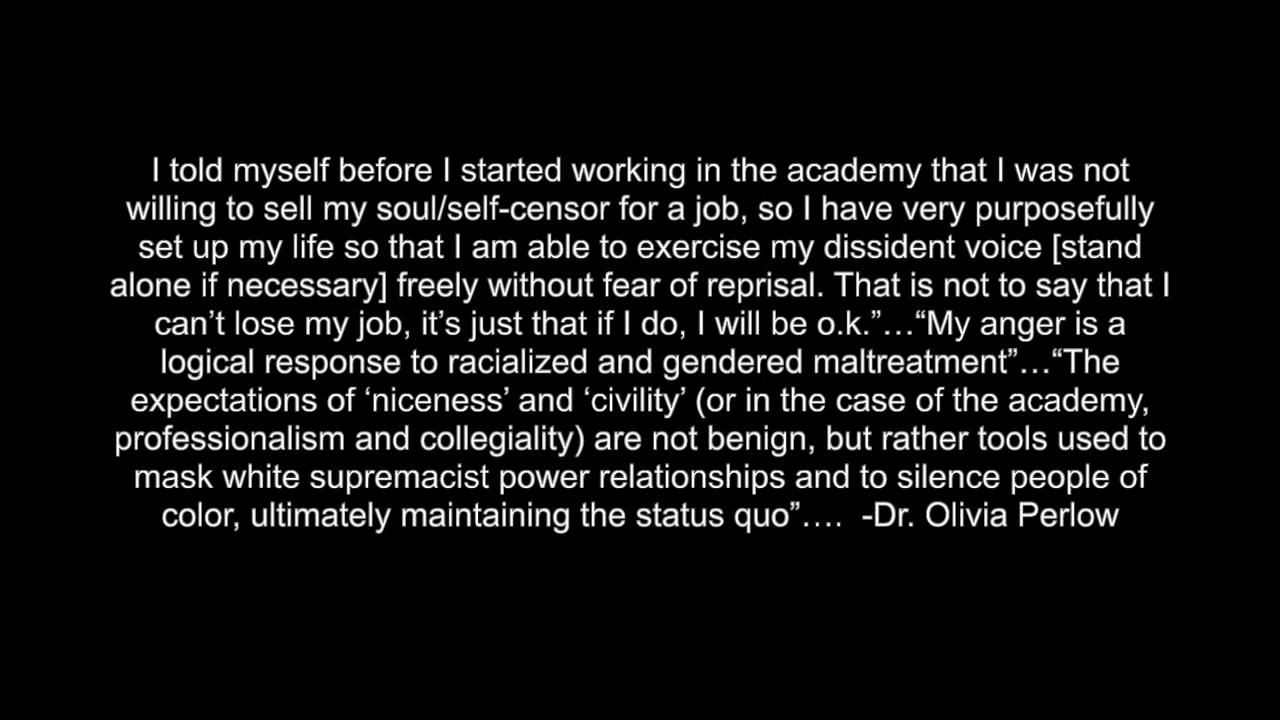 I told myself before I started working in the academy that I was not
willing to sell my soul/self-censor for a job, so I have very purposefully
set up my life so that I am able to exercise my dissident voice [stand
alone if necessary] freely without fear of reprisal. That is not to say that I
can’t lose my job, it’s just that if I do, I will be o.k.”…“My anger is a
logical response to racialized and gendered maltreatment”…“The
expectations of ‘niceness’ and ‘civility’ (or in the case of the academy,
professionalism and collegiality) are not benign, but rather tools used to
mask white supremacist power relationships and to silence people of
color, ultimately maintaining the status quo”…. -Dr. Olivia Perlow